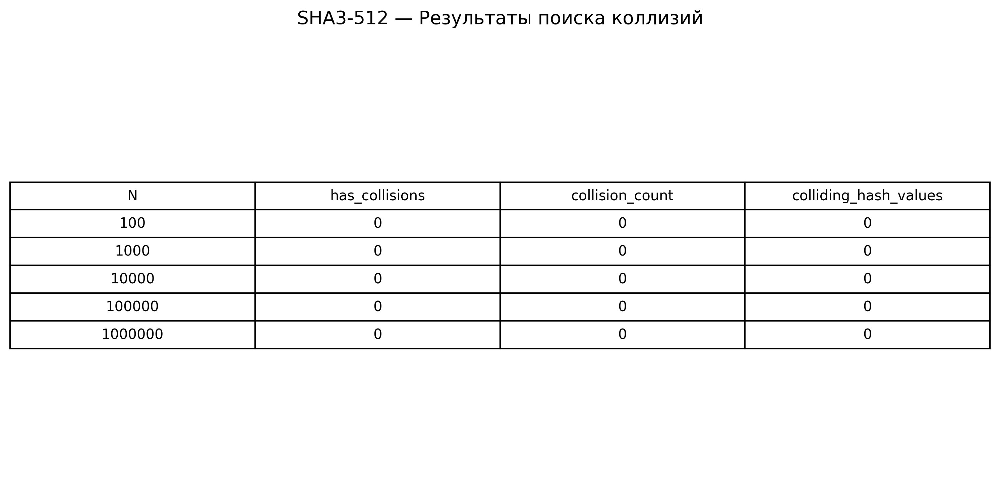 SHA3-512 — Результаты поиска коллизий
N has_collisions collision_count colliding_hash_values
100 0 0 0
1000 0 0 0
10000 0 0 0
100000 0 0 0
1000000 0 0 0